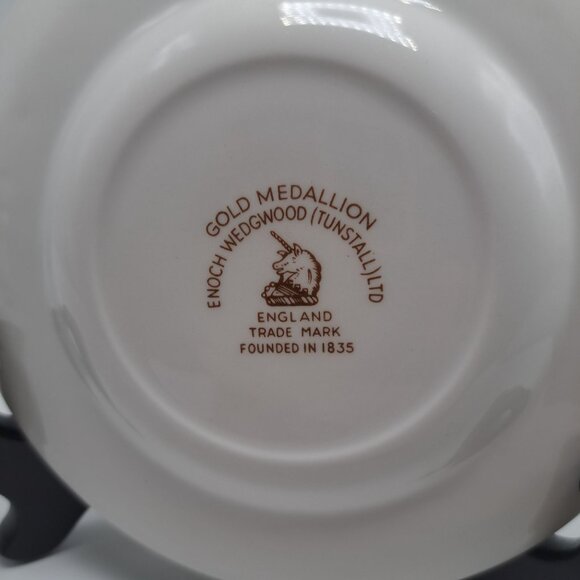 GOLD MEDALLION
ENOCH WEDGWOOD (TUNSTALL) LTD
ENGLAND
TRADE MARK
FOUNDED IN 1835